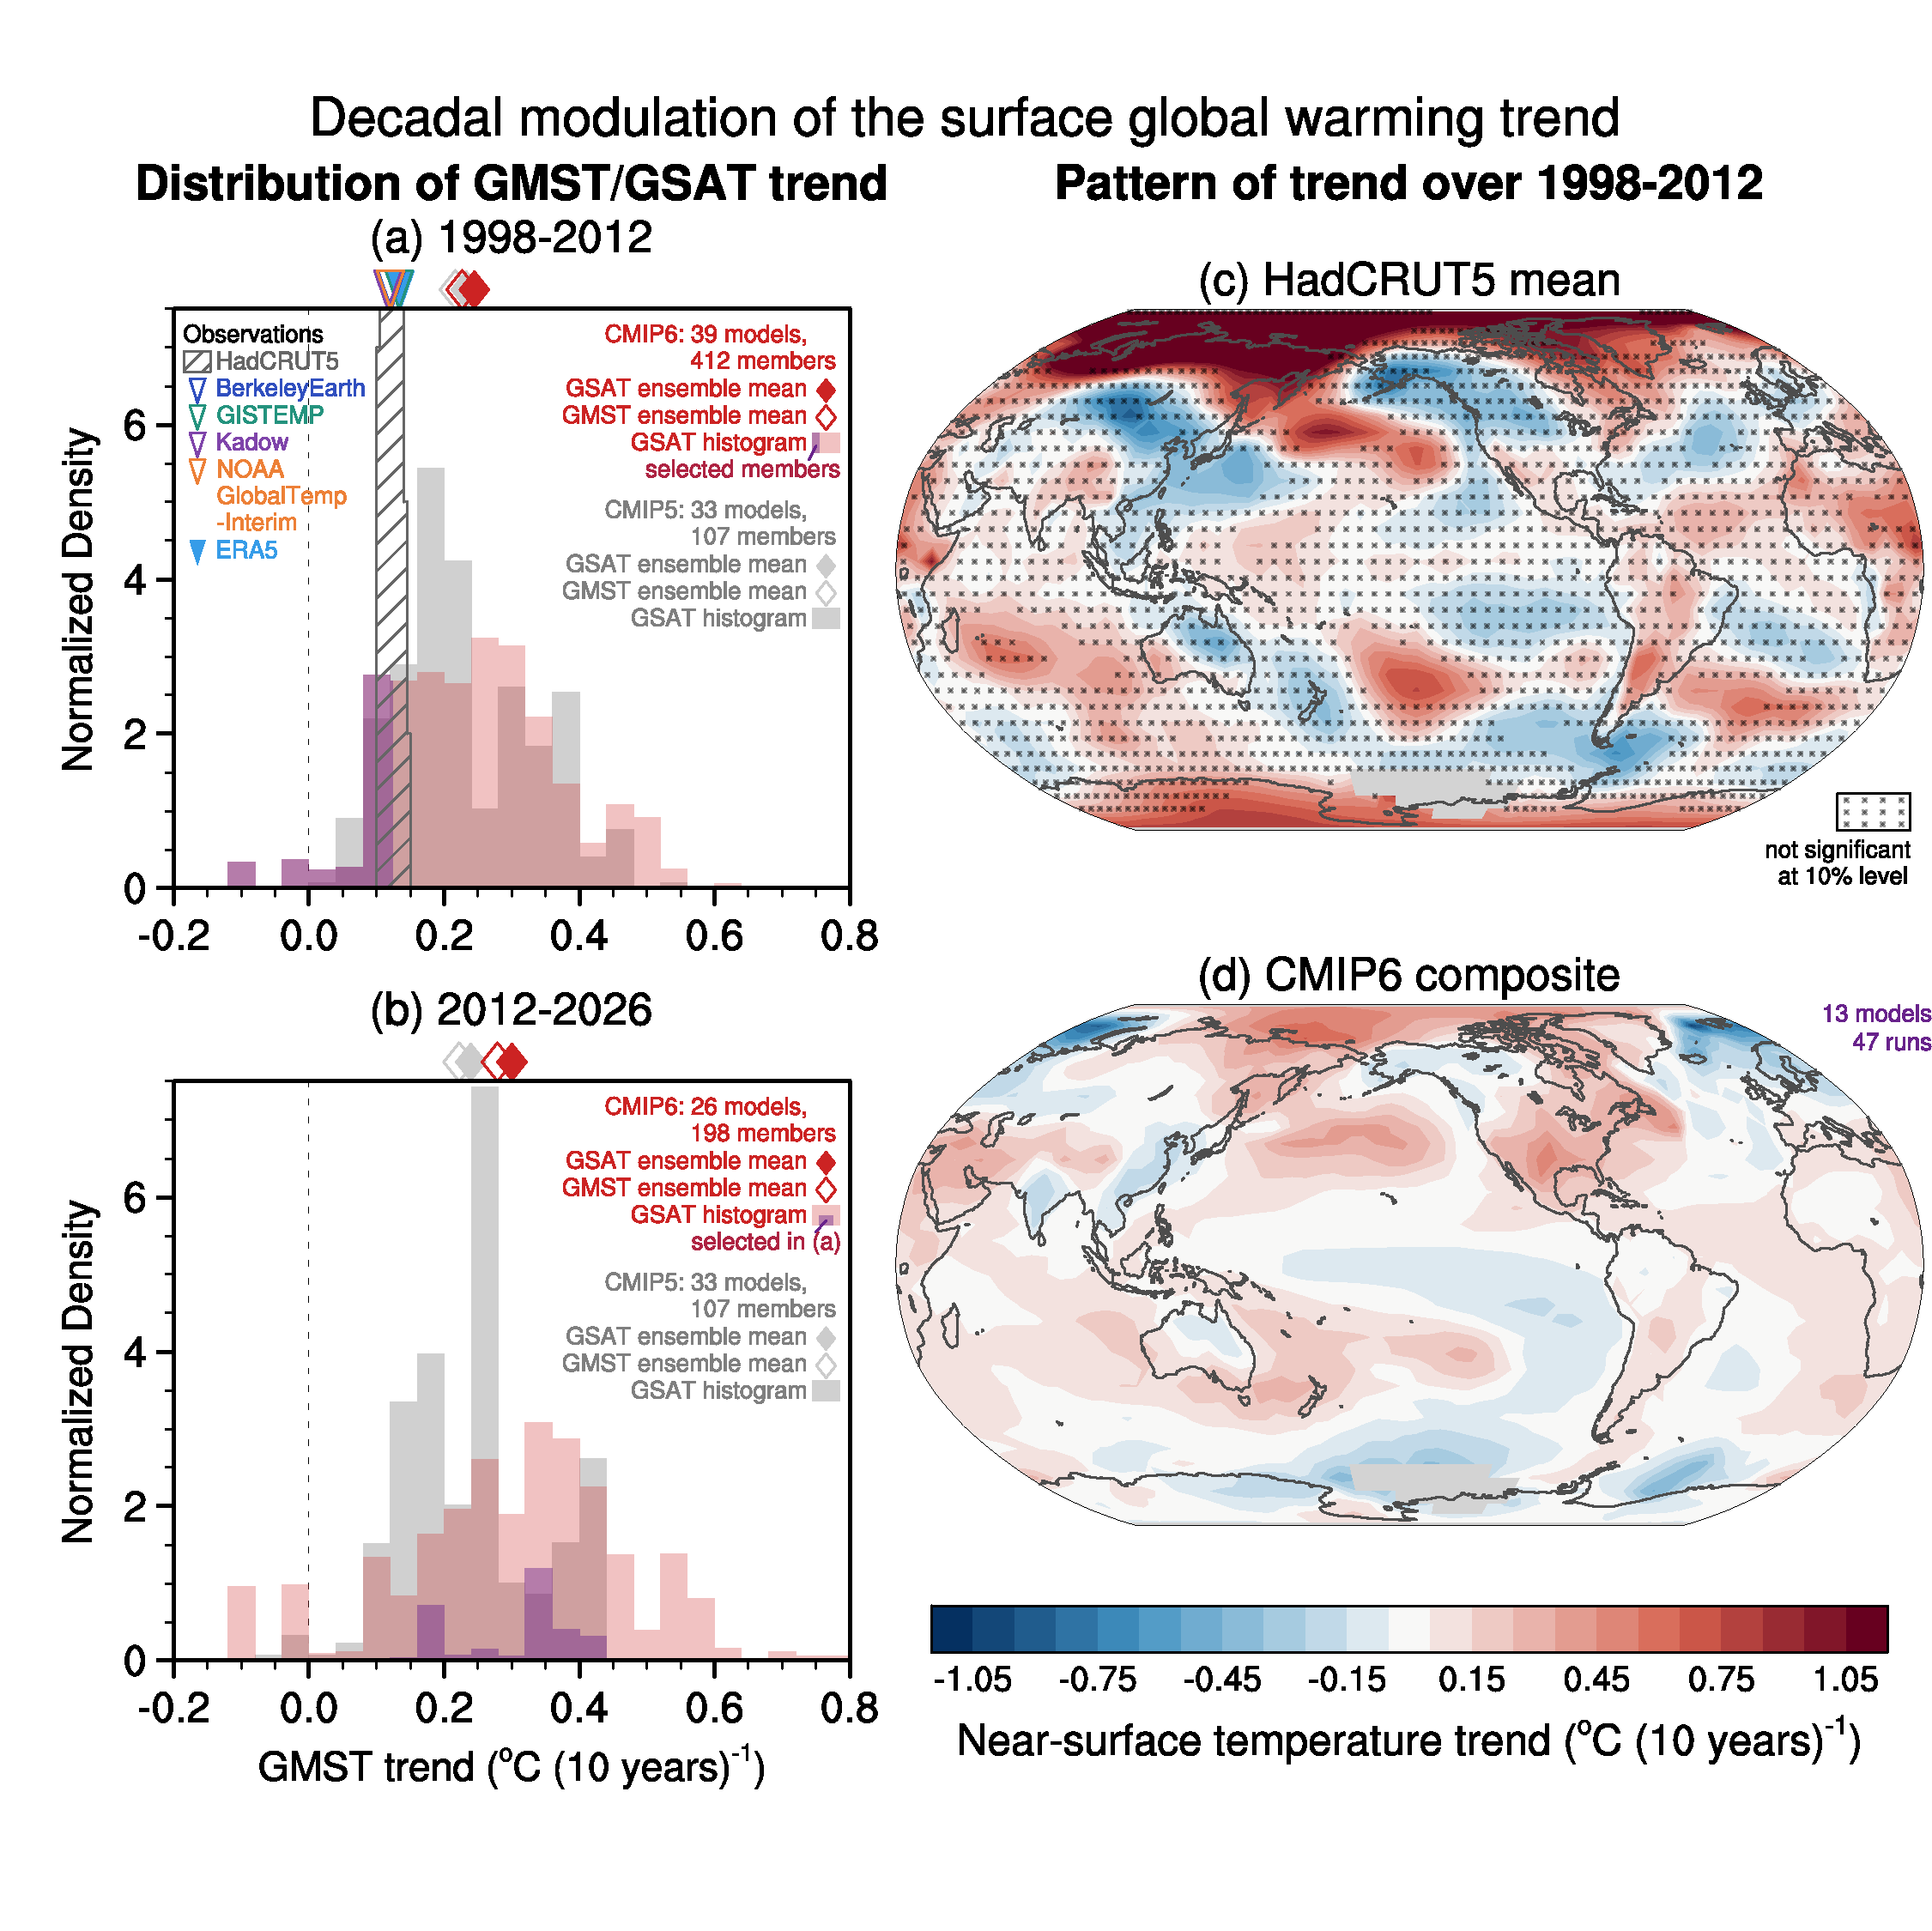 Decadal modulation of the surface global warming trend
Distribution of GMST/GSAT trend
(a) 1998-2012
Observations
HadCRUT5
BerkeleyEarth
GISTEMP
Kadow
NOAA
GlobalTemp
-Interim
ERA5
CMIP6: 39 models,
412 members
GSAT ensemble mean
GMST ensemble mean
GSAT histogram
selected members
CMIP5: 33 models,
107 members
GSAT ensemble mean
GMST ensemble mean
GSAT histogram
Normalized Density
6
4
2
0
-0.2 0.0 0.2 0.4 0.6 0.8
(b) 2012-2026
CMIP6: 26 models,
198 members
GSAT ensemble mean
GMST ensemble mean
GSAT histogram
selected in (a)
CMIP5: 33 models,
107 members
GSAT ensemble mean
GMST ensemble mean
GSAT histogram
Normalized Density
6
4
2
0
-0.2 0.0 0.2 0.4 0.6 0.8
GMST trend (°C (10 years)⁻¹)
Pattern of trend over 1998-2012
(c) HadCRUT5 mean
not significant
at 10% level
(d) CMIP6 composite
13 models
47 runs
-1.05 -0.75 -0.45 -0.15 0.15 0.45 0.75 1.05
Near-surface temperature trend (°C (10 years)⁻¹)